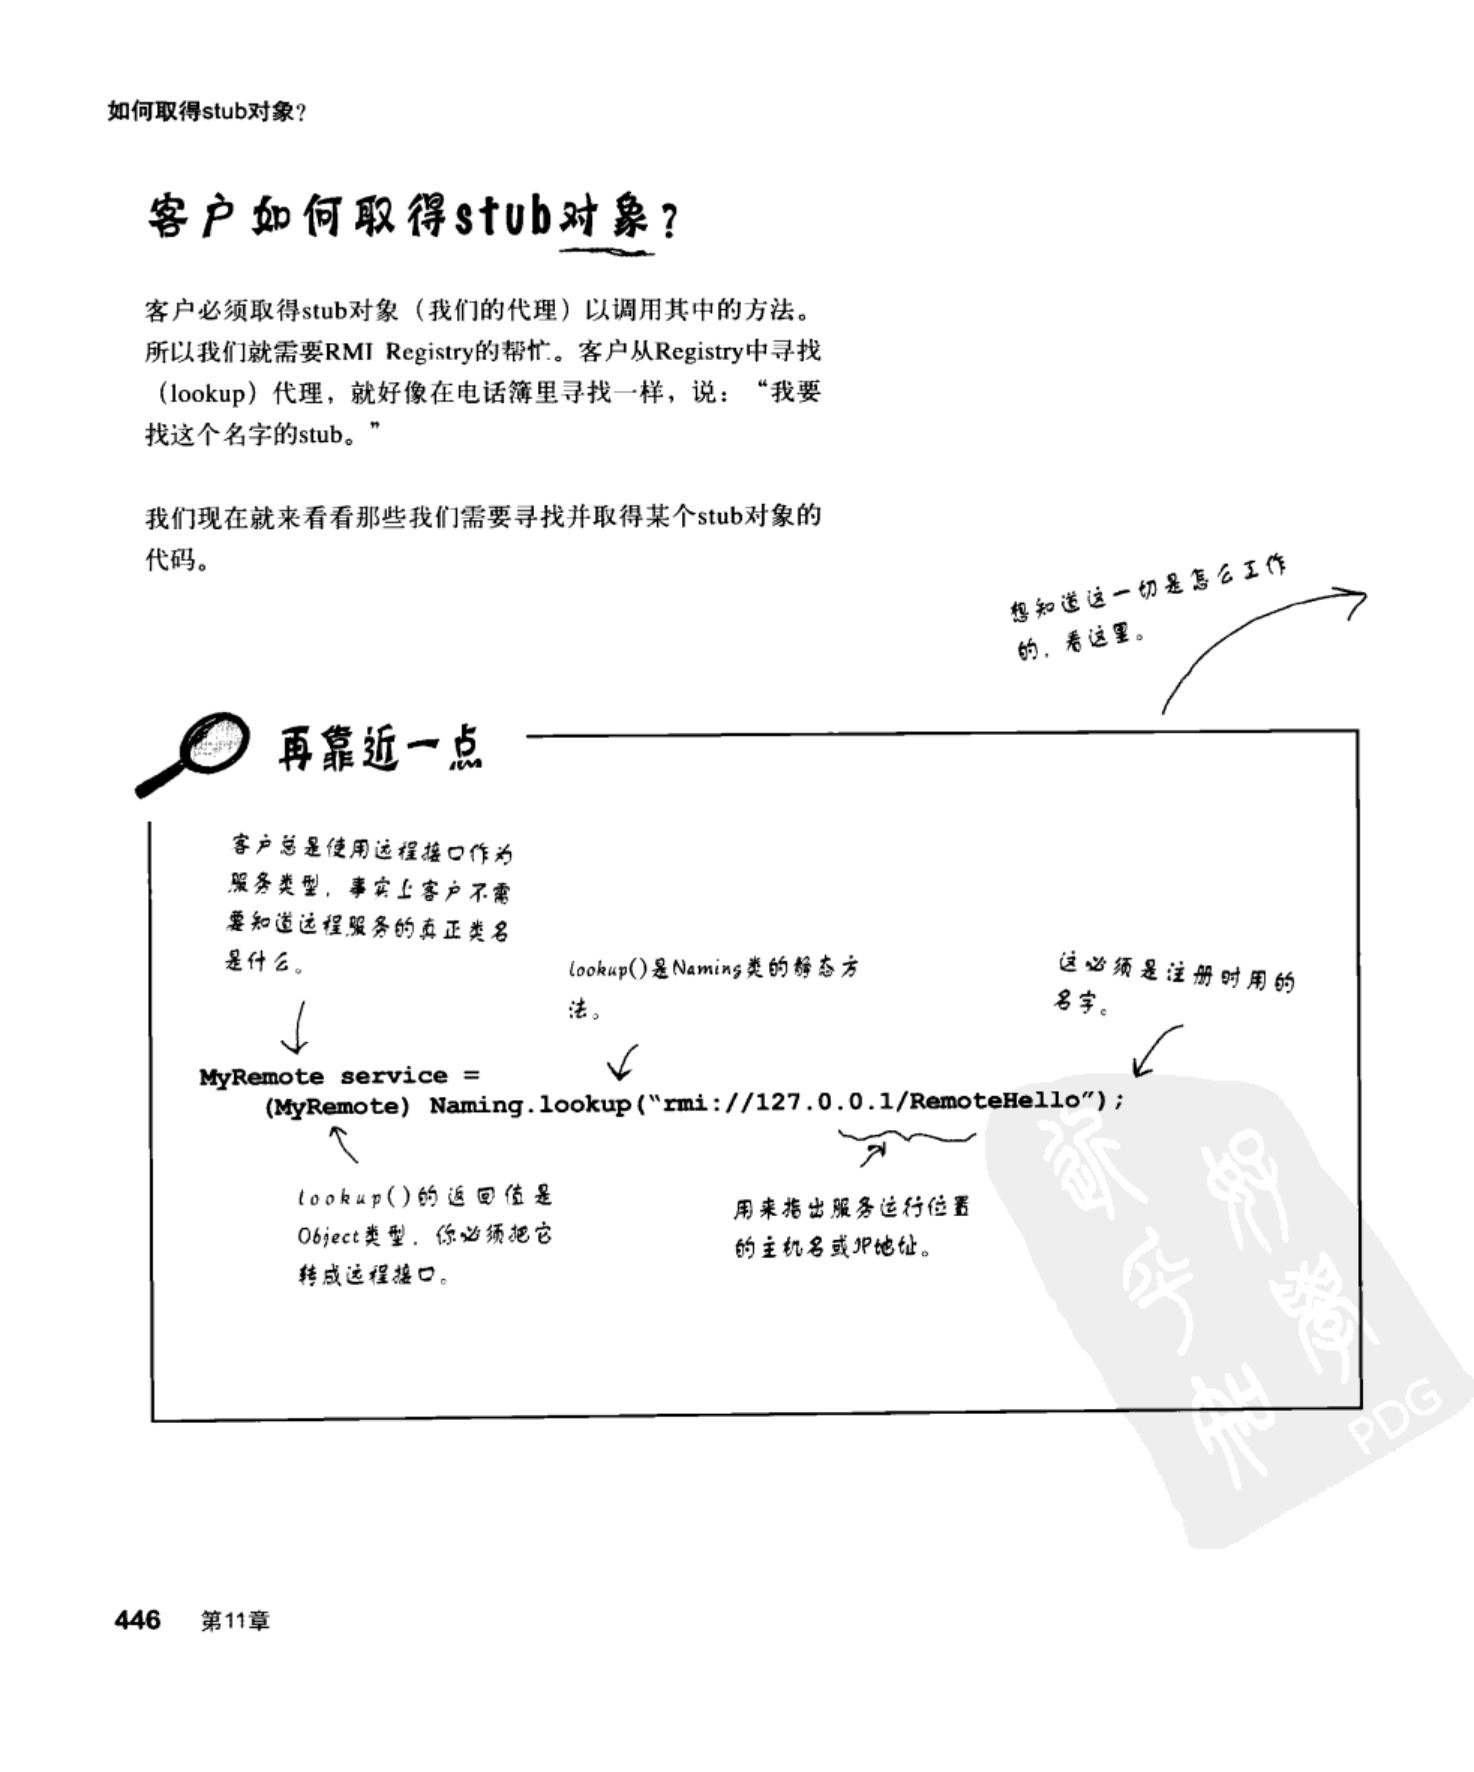 如何取得stub对象?
客户如何取得stub对象?
客户必须取得stub对象（我们的代理）以调用其中的方法。
所以我们就需要RMI Registry的帮忙。客户从Registry中寻找
（lookup）代理，就好像在电话簿里寻找一样，说：“我要
找这个名字的stub。”
我们现在就来看看那些我们需要寻找并取得某个stub对象的
代码。
想知道这一切是怎么工作
的，看这里。
再靠近一点
客户总是使用远程接口作为
服务类型，事实上客户不需
要知道远程服务的真正类名
是什么。
lookup()是Naming类的静态方
法。
这必须是注册时用的
名字。
MyRemote service =
(MyRemote) Naming.lookup("rmi://127.0.0.1/RemoteHello");
lookup()的返回值是
Object类型，你必须把它
转成远程接口。
用来指出服务运行位置
的主机名或IP地址。
PDG
446 第11章